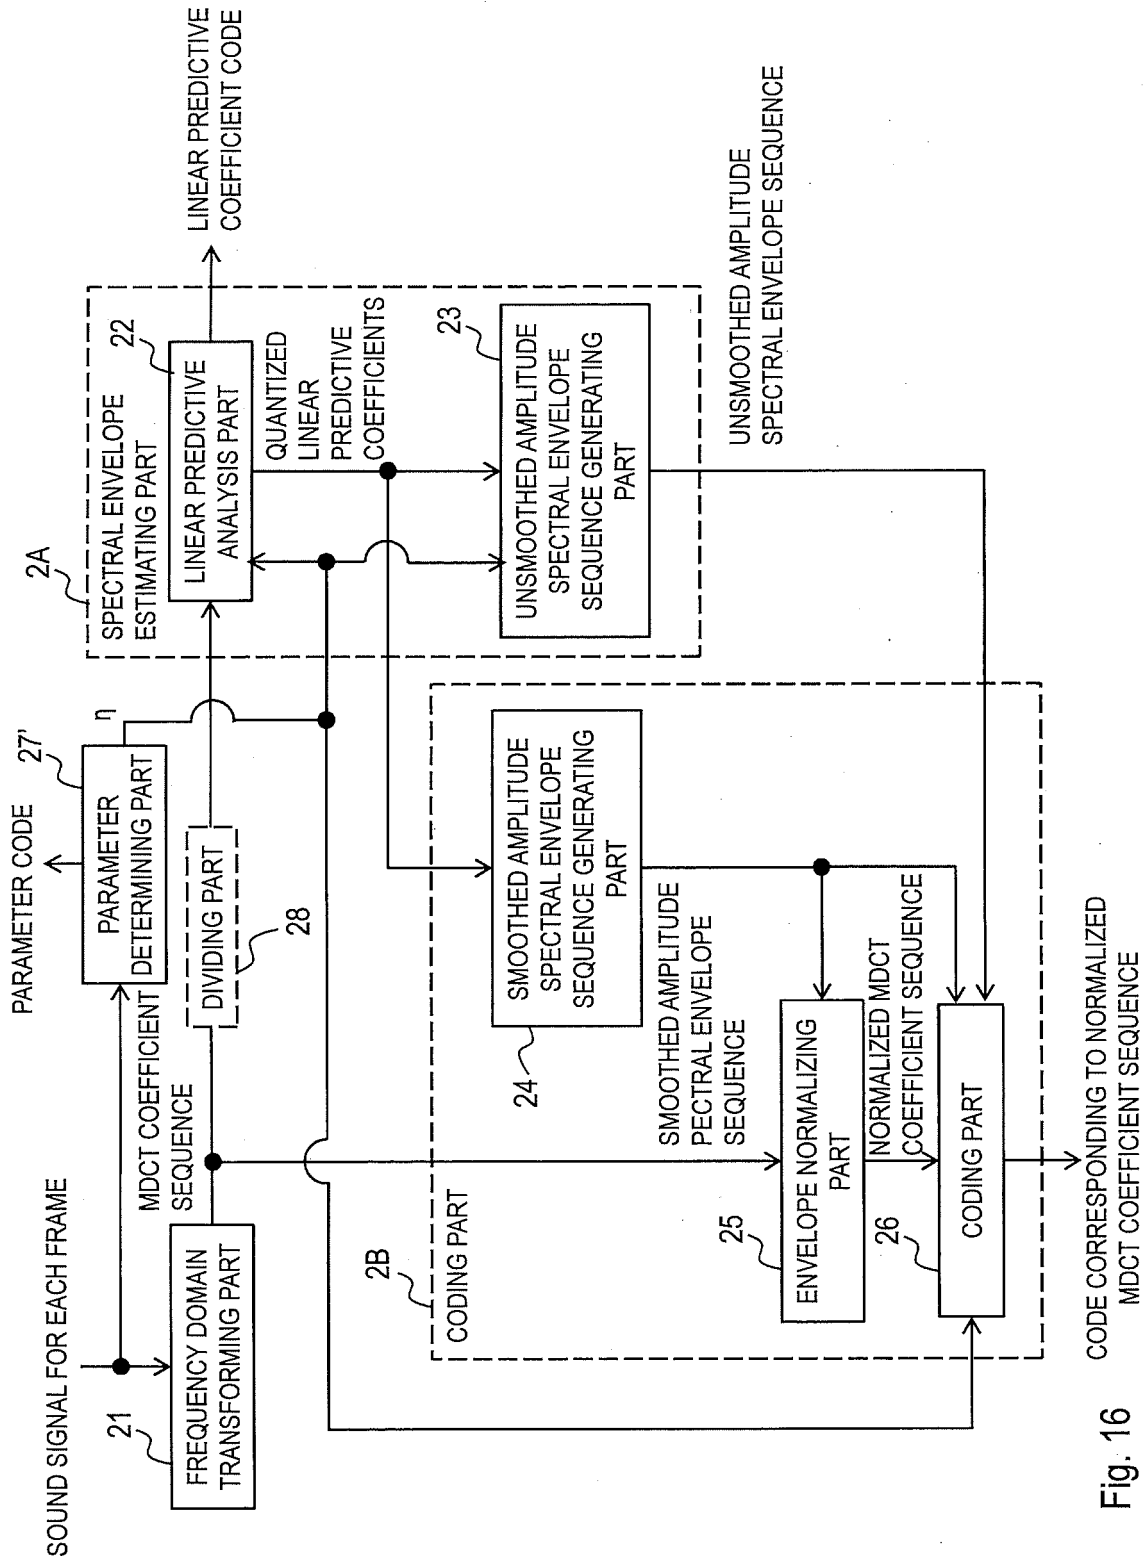 SOUND SIGNAL FOR EACH FRAME
21
FREQUENCY DOMAIN
TRANSFORMING PART
MDCT COEFFICIENT
SEQUENCE
PARAMETER CODE
27'
PARAMETER
DETERMINING PART
η
DIVIDING PART
28
2A
SPECTRAL ENVELOPE
ESTIMATING PART
22
LINEAR PREDICTIVE
ANALYSIS PART
LINEAR PREDICTIVE
COEFFICIENT CODE
QUANTIZED
LINEAR
PREDICTIVE
COEFFICIENTS
23
UNSMOOTHED AMPLITUDE
SPECTRAL ENVELOPE
SEQUENCE GENERATING
PART
UNSMOOTHED AMPLITUDE
SPECTRAL ENVELOPE SEQUENCE
2B
CODING PART
SMOOTHED AMPLITUDE
SPECTRAL ENVELOPE
SEQUENCE GENERATING
PART
24
SMOOTHED AMPLITUDE
PECTRAL ENVELOPE
SEQUENCE
25
ENVELOPE NORMALIZING
PART
NORMALIZED MDCT
COEFFICIENT SEQUENCE
26
CODING PART
CODE CORRESPONDING TO NORMALIZED
MDCT COEFFICIENT SEQUENCE
Fig. 16